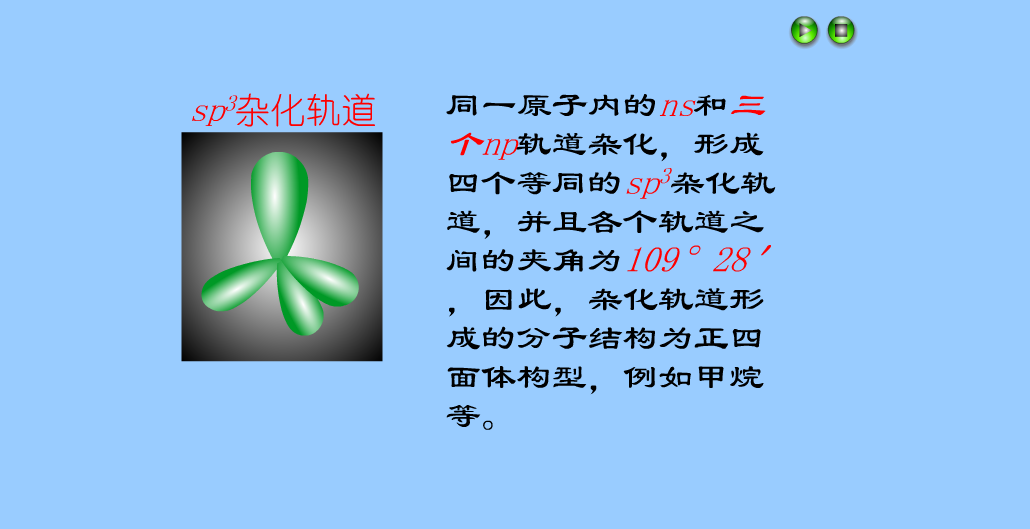 sp³杂化轨道
同一原子内的ns和三
个np轨道杂化，形成
四个等同的sp³杂化轨
道，并且各个轨道之
间的夹角为109°28′
，因此，杂化轨道形
成的分子结构为正四
面体构型，例如甲烷
等。